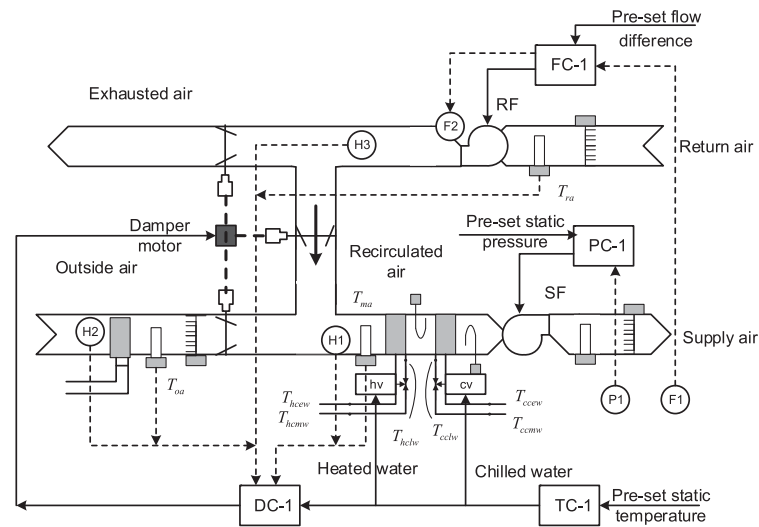 Pre-set flow
difference
FC-1
Exhausted air
RF
F2
H3
Return air
T_ra
Damper
motor
Pre-set static
pressure
PC-1
Outside air
Recirculated
air
T_ma
SF
H2
H1
Supply air
T_oa
hv
cv
T_hcew
T_hcmw
T_hclw
T_cclw
T_ccew
T_ccmw
P1
F1
Heated water
Chilled water
DC-1
TC-1
Pre-set static
temperature